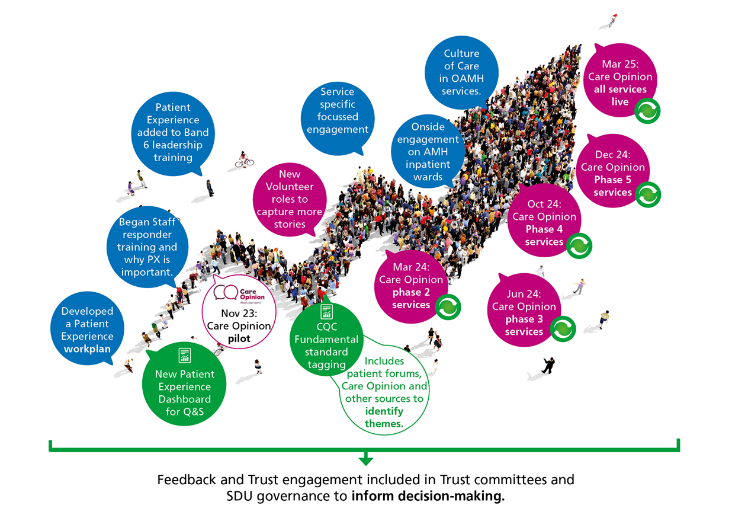 Culture
of Care
in OAMH
services.
Mar 25:
Care Opinion
all services
live
Service
specific
focussed
engagement
Patient
Experience
added to Band
6 leadership
training
Onside
engagement
on AMH
inpatient
wards
Dec 24:
Care Opinion
Phase 5
services
New
Volunteer
roles to
capture more
stories
Oct 24:
Care Opinion
Phase 4
services
Began Staff
responder
training and
why PX is
important.
Mar 24:
Care Opinion
phase 2
services
Jun 24:
Care Opinion
phase 3
services
Care
Opinion
Nov 23:
Care Opinion
pilot
Developed
a Patient
Experience
workplan
CQC
Fundamental
standard
tagging
New Patient
Experience
Dashboard
for Q&S
Includes
patient forums,
Care Opinion and
other sources to
identify
themes.
Feedback and Trust engagement included in Trust committees and
SDU governance to inform decision-making.